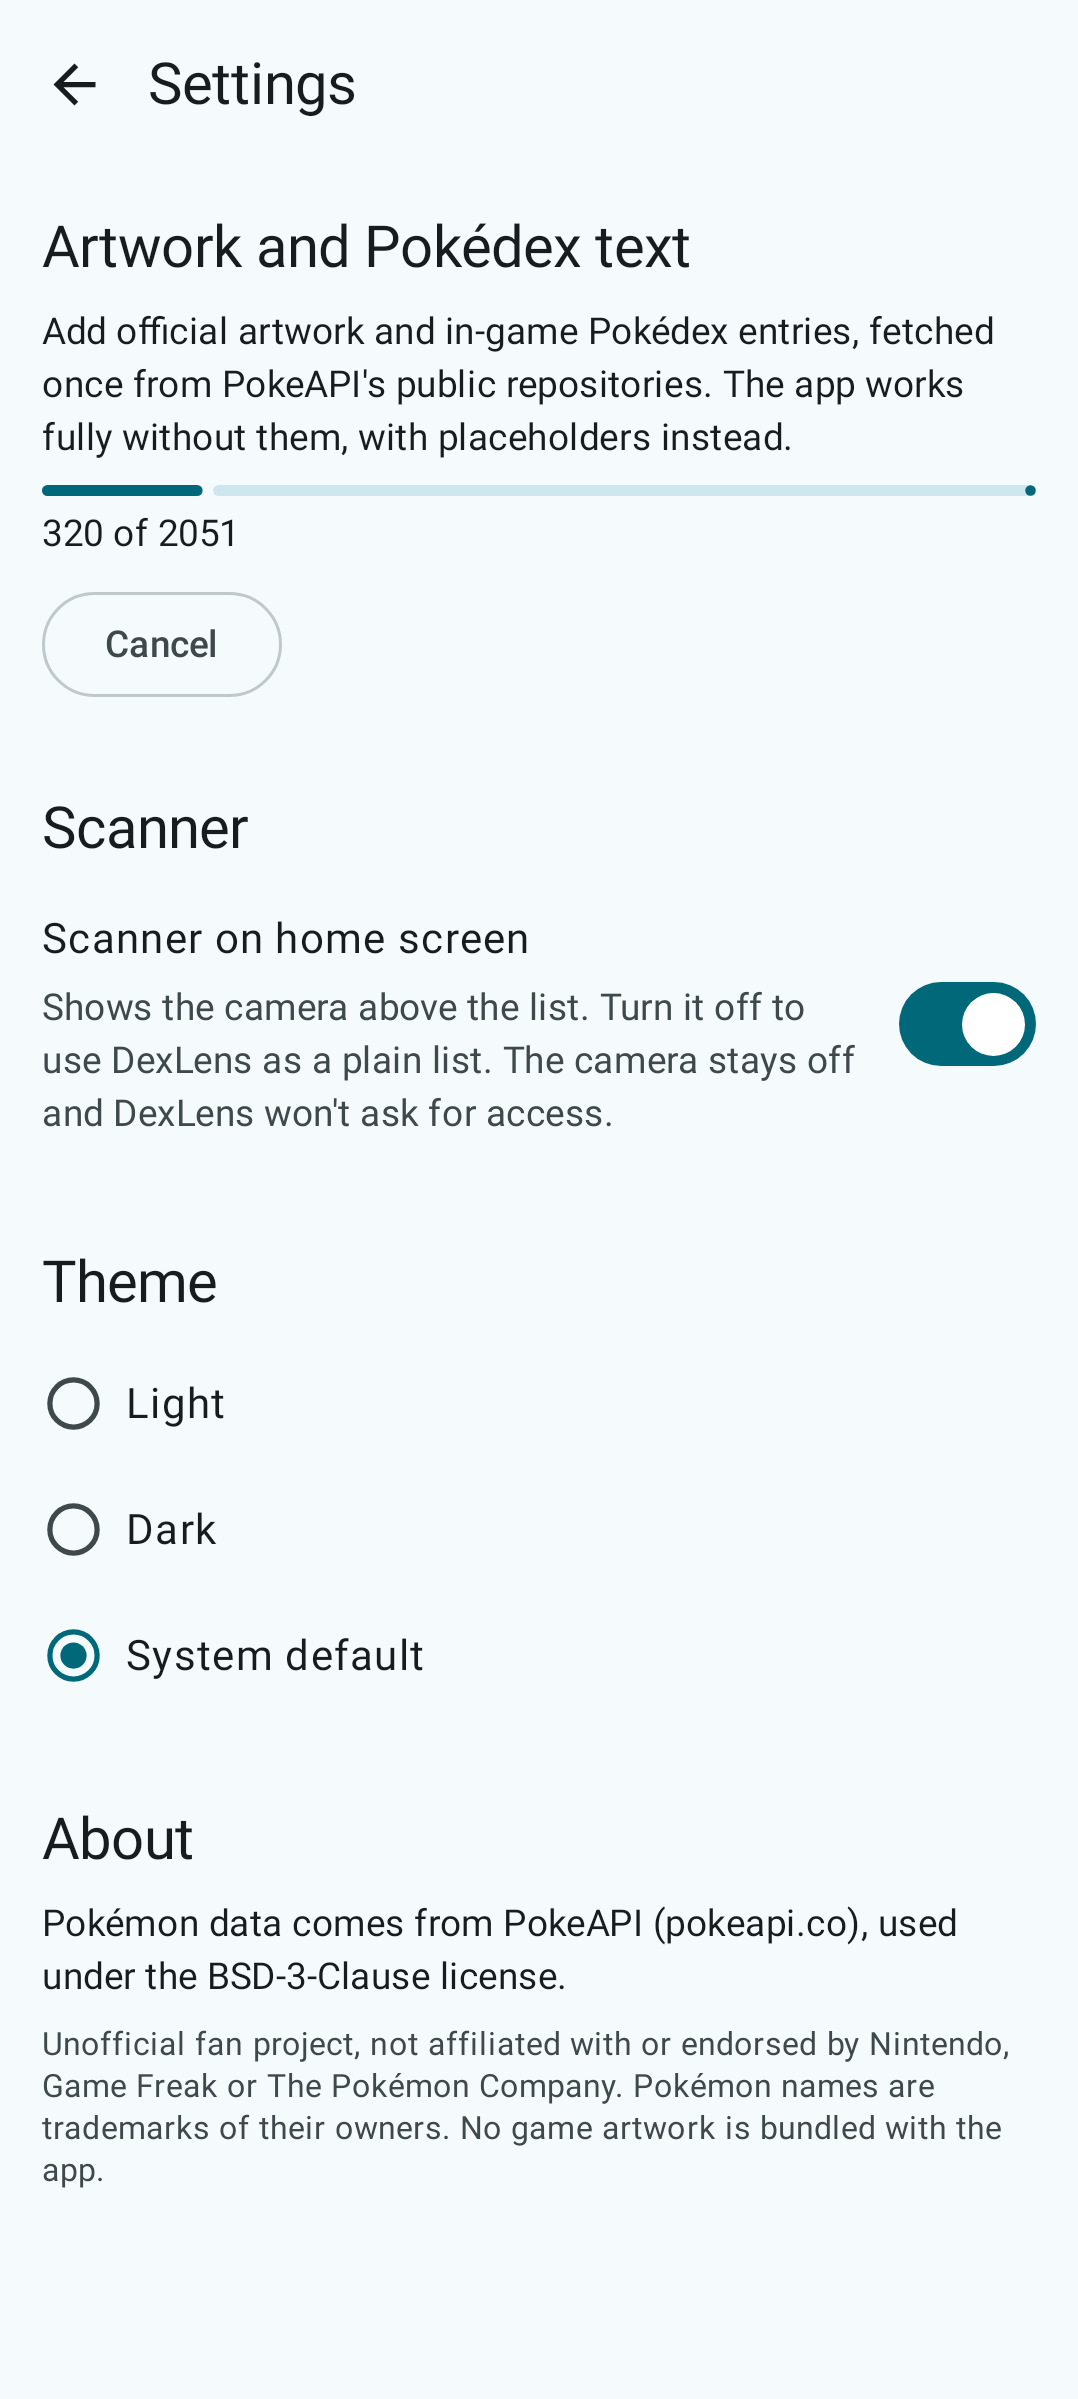 Settings
Artwork and Pokédex text
Add official artwork and in-game Pokédex entries, fetched
once from PokeAPI's public repositories. The app works
fully without them, with placeholders instead.
320 of 2051
Cancel
Scanner
Scanner on home screen
Shows the camera above the list. Turn it off to
use DexLens as a plain list. The camera stays off
and DexLens won't ask for access.
Theme
Light
Dark
System default
About
Pokémon data comes from PokeAPI (pokeapi.co), used
under the BSD-3-Clause license.
Unofficial fan project, not affiliated with or endorsed by Nintendo,
Game Freak or The Pokémon Company. Pokémon names are
trademarks of their owners. No game artwork is bundled with the
app.